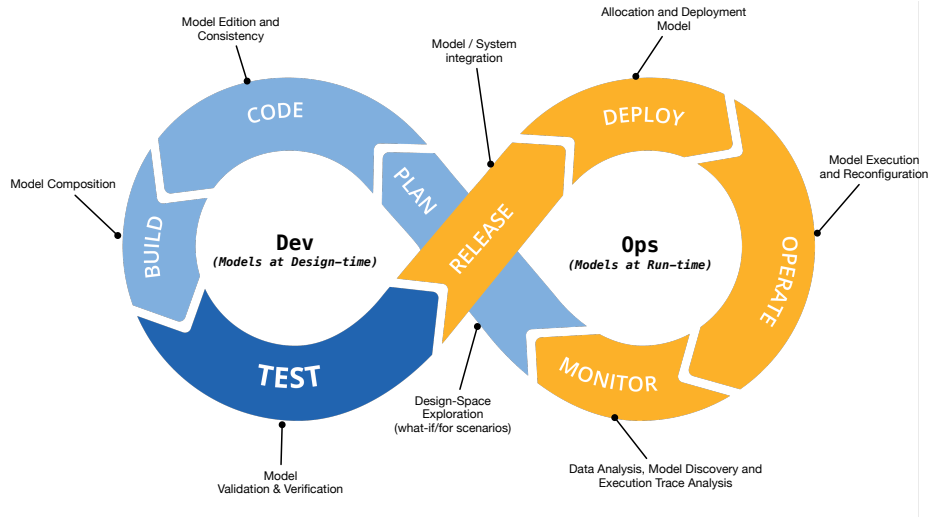 Allocation and Deployment
Model
Model Edition and
Consistency
Model / System
integration
CODE
DEPLOY
Model Composition
PLAN
Model Execution
and Reconfiguration
BUILD
Dev
(Models at Design-time)
RELEASE
Ops
(Models at Run-time)
OPERATE
TEST
MONITOR
Design-Space
Exploration
(what-if/for scenarios)
Model
Validation & Verification
Data Analysis, Model Discovery and
Execution Trace Analysis